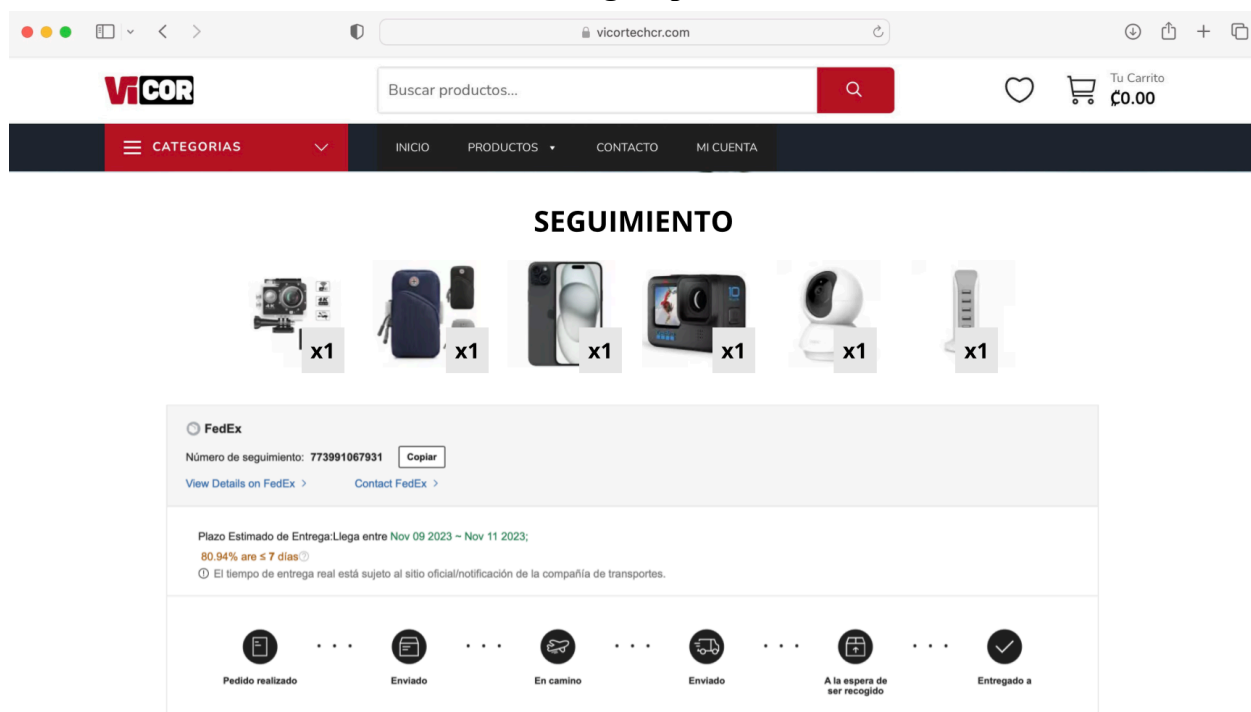 vicortechcr.com
ViCOR
Buscar productos...
Tu Carrito
₡0.00
CATEGORIAS
INICIO
PRODUCTOS
CONTACTO
MI CUENTA
SEGUIMIENTO
10
x1
x1
x1
x1
x1
x1
FedEx
Número de seguimiento: 773991067931
Copiar
View Details on FedEx >
Contact FedEx >
Plazo Estimado de Entrega:Llega entre Nov 09 2023 ~ Nov 11 2023;
80.94% are ≤ 7 días
El tiempo de entrega real está sujeto al sitio oficial/notificación de la compañía de transportes.
Pedido realizado
Enviado
En camino
Enviado
A la espera de
ser recogido
Entregado a